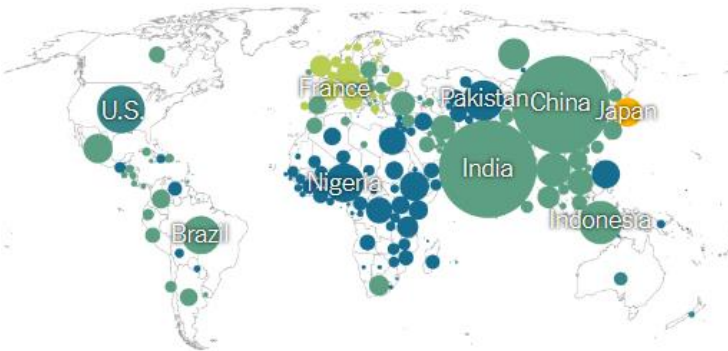 France
U.S.
Pakistan
China
Japan
India
Nigeria
Brazil
Indonesia